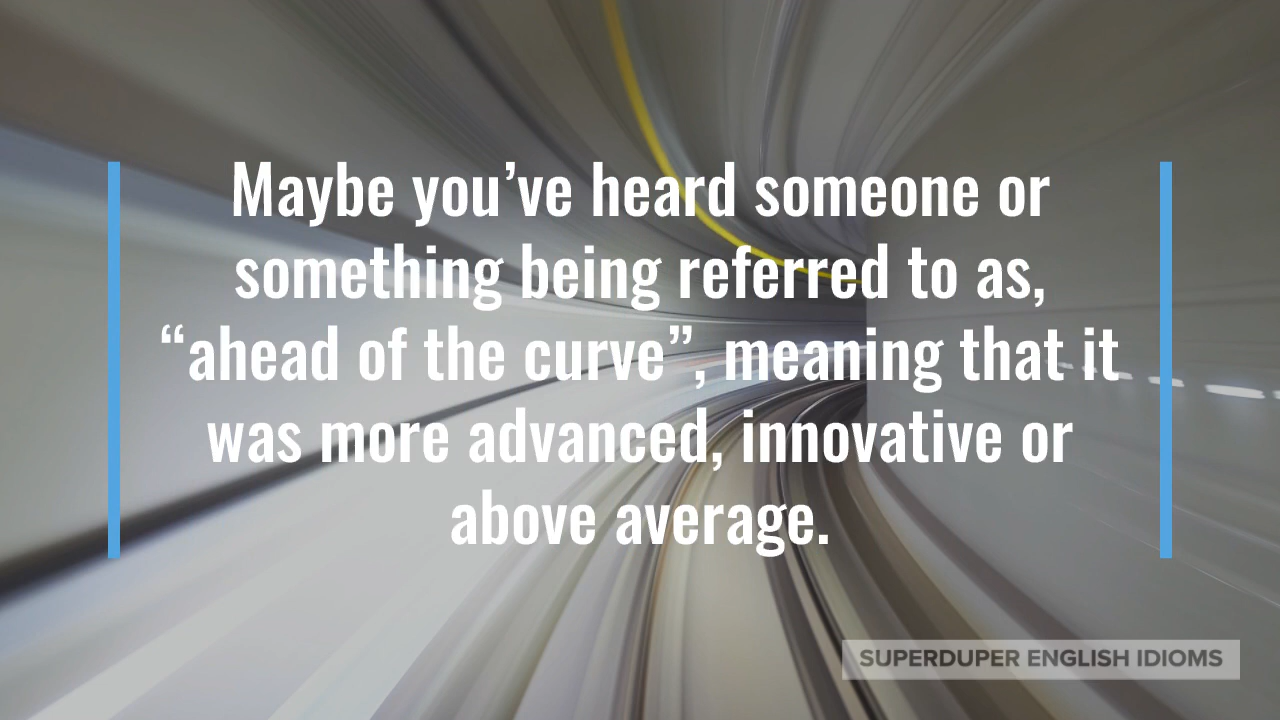 Maybe you’ve heard someone or
something being referred to as,
“ahead of the curve”, meaning that it
was more advanced, innovative or
above average.
SUPERDUPER ENGLISH IDIOMS